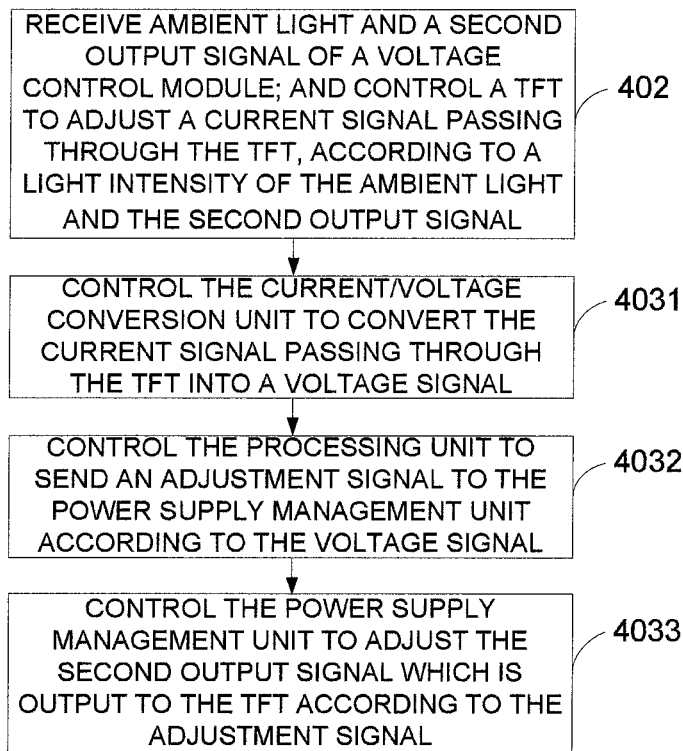 RECEIVE AMBIENT LIGHT AND A SECOND
OUTPUT SIGNAL OF A VOLTAGE
CONTROL MODULE; AND CONTROL A TFT
TO ADJUST A CURRENT SIGNAL PASSING
THROUGH THE TFT, ACCORDING TO A
LIGHT INTENSITY OF THE AMBIENT LIGHT
AND THE SECOND OUTPUT SIGNAL
402
CONTROL THE CURRENT/VOLTAGE
CONVERSION UNIT TO CONVERT THE
CURRENT SIGNAL PASSING THROUGH
THE TFT INTO A VOLTAGE SIGNAL
4031
CONTROL THE PROCESSING UNIT TO
SEND AN ADJUSTMENT SIGNAL TO THE
POWER SUPPLY MANAGEMENT UNIT
ACCORDING TO THE VOLTAGE SIGNAL
4032
CONTROL THE POWER SUPPLY
MANAGEMENT UNIT TO ADJUST THE
SECOND OUTPUT SIGNAL WHICH IS
OUTPUT TO THE TFT ACCORDING TO THE
ADJUSTMENT SIGNAL
4033